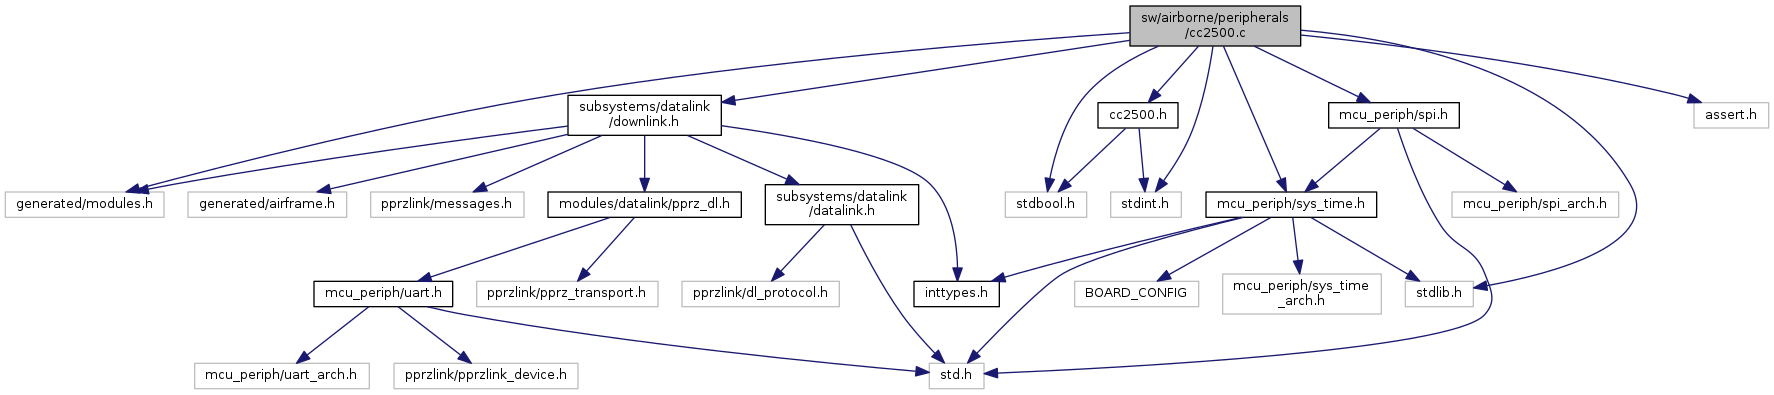 sw/airborne/peripherals
/cc2500.c
subsystems/datalink
/downlink.h
cc2500.h
mcu_periph/spi.h
assert.h
generated/modules.h
generated/airframe.h
pprzlink/messages.h
modules/datalink/pprz_dl.h
subsystems/datalink
/datalink.h
stdbool.h
stdint.h
mcu_periph/sys_time.h
mcu_periph/spi_arch.h
mcu_periph/uart.h
pprzlink/pprz_transport.h
pprzlink/dl_protocol.h
inttypes.h
BOARD_CONFIG
mcu_periph/sys_time
_arch.h
stdlib.h
mcu_periph/uart_arch.h
pprzlink/pprzlink_device.h
std.h